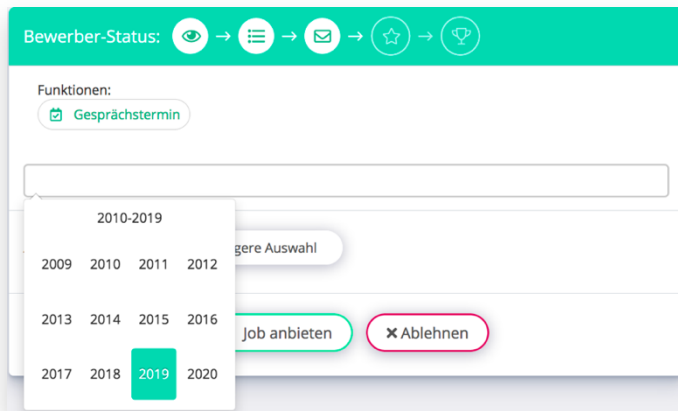 Bewerber-Status:
Funktionen:
Gesprächstermin
2010-2019
2009 2010 2011 2012
gere Auswahl
2013 2014 2015 2016
Job anbieten
Ablehnen
2017 2018 2019 2020